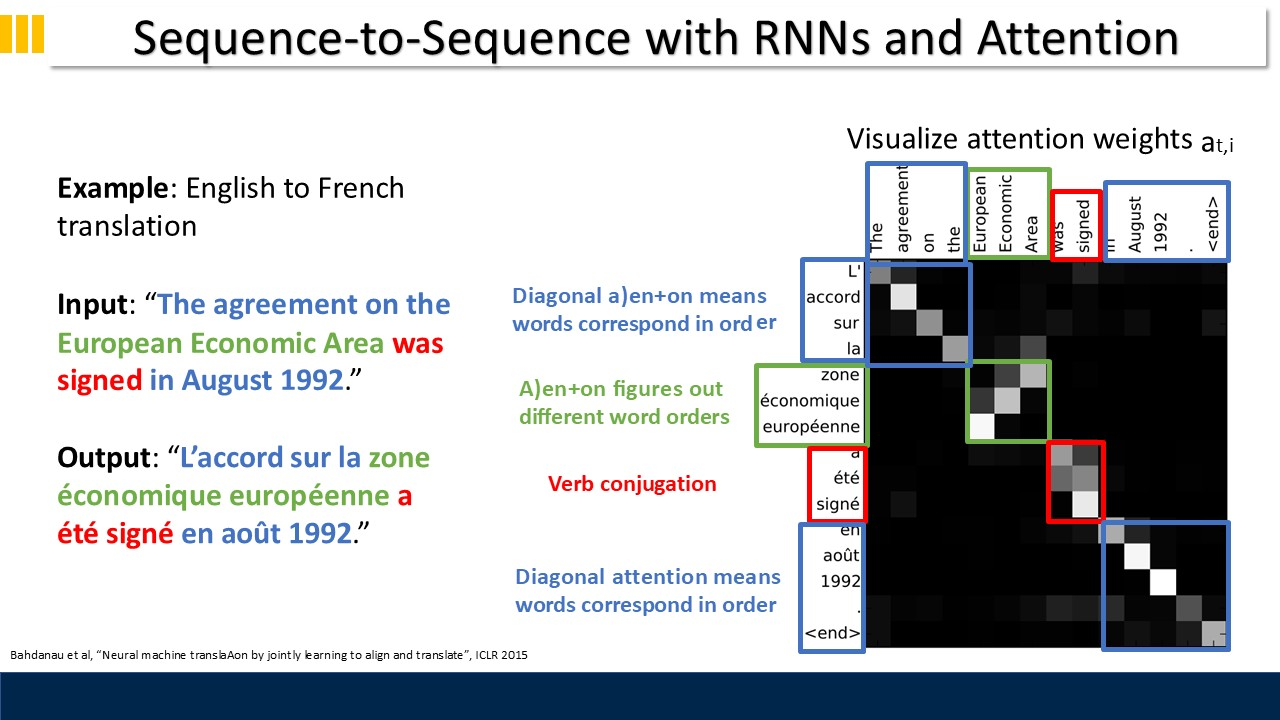 Sequence-to-Sequence with RNNs and Attention
Visualize attention weights at,i
Example: English to French
translation
Input: “The agreement on the
European Economic Area was
signed in August 1992.”
Output: “L’accord sur la zone
économique européenne a
été signé en août 1992.”
Diagonal a)en+on means
words correspond in order
A)en+on figures out
different word orders
Verb conjugation
Diagonal attention means
words correspond in order
The
agreement
on
the
European
Economic
Area
was
signed
in
August
1992
.
<end>
L'
accord
sur
la
zone
économique
européenne
a
été
signé
en
août
1992
.
<end>
Bahdanau et al, “Neural machine translaAon by jointly learning to align and translate”, ICLR 2015